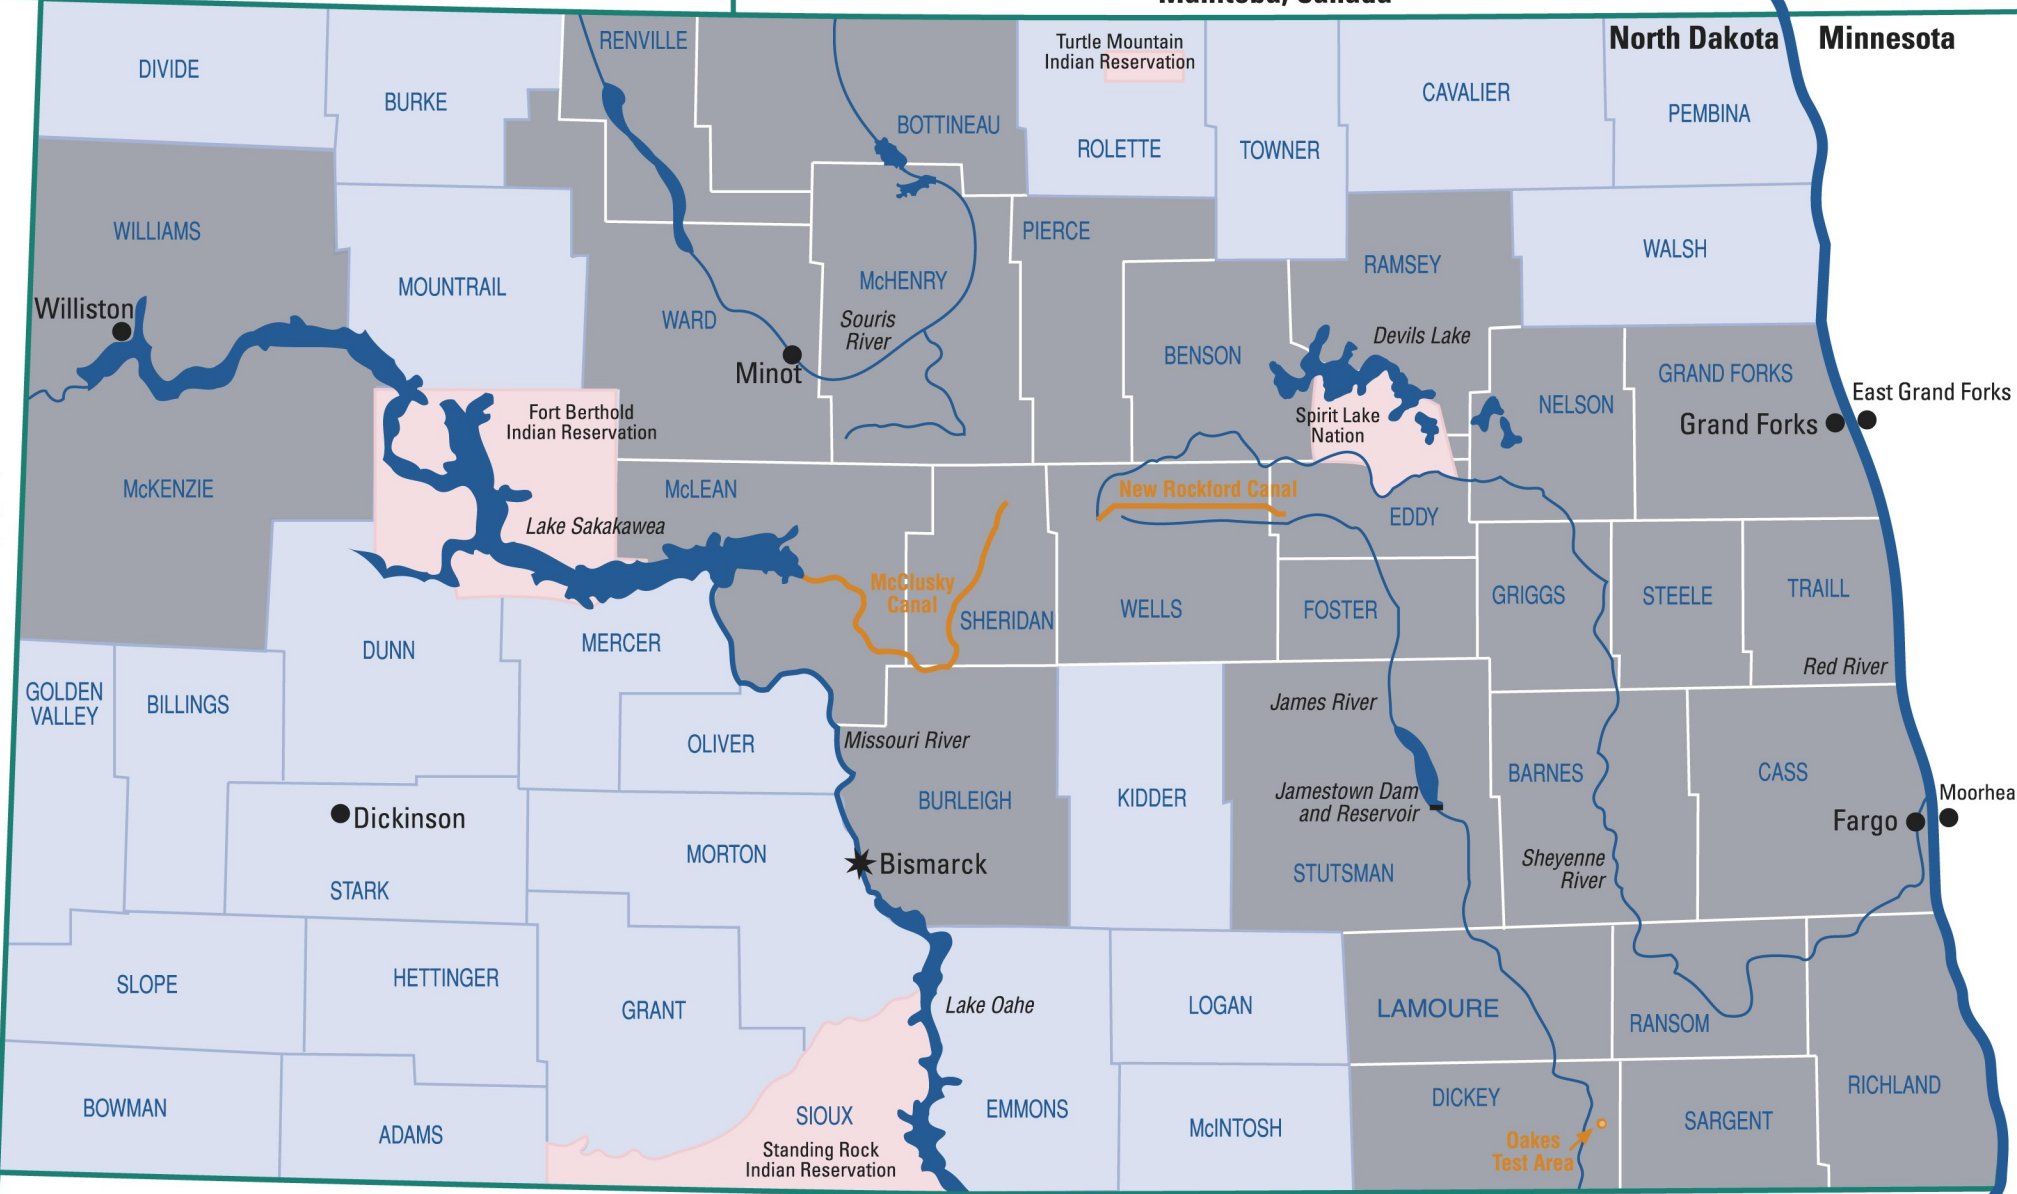 Manitoba, Canada
North Dakota
Minnesota
DIVIDE
BURKE
RENVILLE
BOTTINEAU
Turtle Mountain
Indian Reservation
ROLETTE
TOWNER
CAVALIER
PEMBINA
WILLIAMS
Williston
MOUNTRAIL
WARD
Minot
McHENRY
Souris
River
PIERCE
BENSON
RAMSEY
Devils Lake
WALSH
Spirit Lake
Nation
NELSON
GRAND FORKS
Grand Forks
East Grand Forks
Fort Berthold
Indian Reservation
McKENZIE
McLEAN
Lake Sakakawea
New Rockford Canal
EDDY
McClusky
Canal
SHERIDAN
WELLS
FOSTER
GRIGGS
STEELE
TRAILL
Red River
GOLDEN
VALLEY
BILLINGS
DUNN
MERCER
OLIVER
Missouri River
BURLEIGH
KIDDER
James River
Jamestown Dam
and Reservoir
STUTSMAN
BARNES
Sheyenne
River
CASS
Fargo
Moorhea
Dickinson
STARK
MORTON
Bismarck
SLOPE
HETTINGER
GRANT
Lake Oahe
LOGAN
LAMOURE
RANSOM
RICHLAND
BOWMAN
ADAMS
SIOUX
Standing Rock
Indian Reservation
EMMONS
McINTOSH
DICKEY
Oakes
Test Area
SARGENT